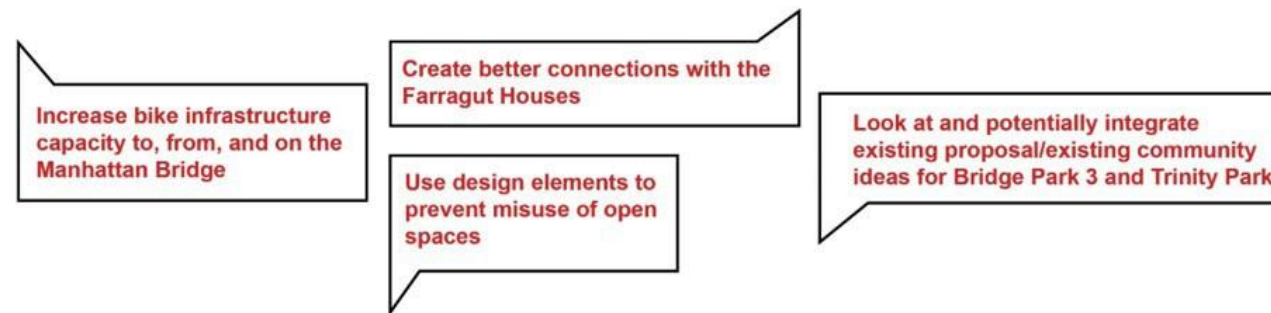 Increase bike infrastructure
capacity to, from, and on the
Manhattan Bridge
Create better connections with the
Farragut Houses
Use design elements to
prevent misuse of open
spaces
Look at and potentially integrate
existing proposal/existing community
ideas for Bridge Park 3 and Trinity Park